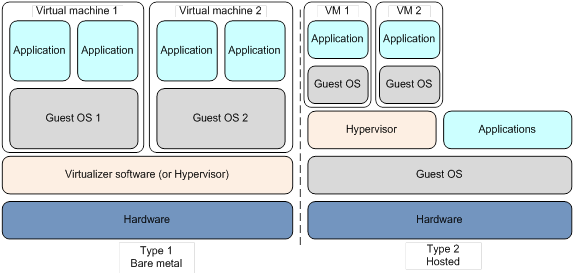 Virtual machine 1
Application
Application
Guest OS 1
Virtual machine 2
Application
Application
Guest OS 2
Virtualizer software (or Hypervisor)
Hardware
Type 1
Bare metal
VM 1
Application
Guest OS
VM 2
Application
Guest OS
Hypervisor
Applications
Guest OS
Hardware
Type 2
Hosted